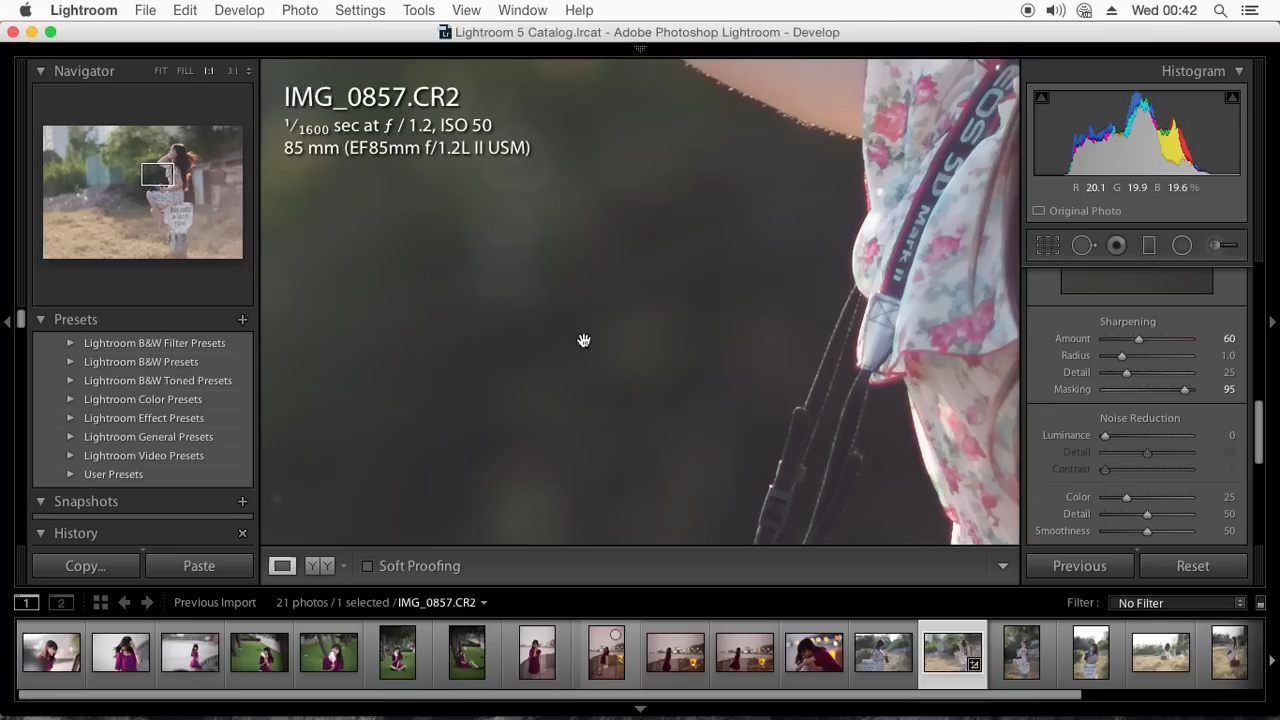 Lightroom File Edit Develop Photo Settings Tools View Window Help Wed 00:42
Lightroom 5 Catalog.lrcat - Adobe Photoshop Lightroom - Develop
Navigator FIT FILL 1:1 3:1
Histogram
IMG_0857.CR2
1/1600 sec at ƒ / 1.2, ISO 50
85 mm (EF85mm f/1.2L II USM)
EOS 5D Mark II
R 20.1 G 19.9 B 19.6 %
Original Photo
Presets +
Lightroom B&W Filter Presets
Lightroom B&W Presets
Lightroom B&W Toned Presets
Lightroom Color Presets
Lightroom Effect Presets
Lightroom General Presets
Lightroom Video Presets
User Presets
Snapshots +
History ×
Copy... Paste
Sharpening
Amount 60
Radius 1.0
Detail 25
Masking 95
Noise Reduction
Luminance 0
Detail 50
Contrast 0
Color 25
Detail 50
Smoothness 50
Y Y Soft Proofing
Previous Reset
1 2 Previous Import 21 photos / 1 selected / IMG_0857.CR2 Filter : No Filter